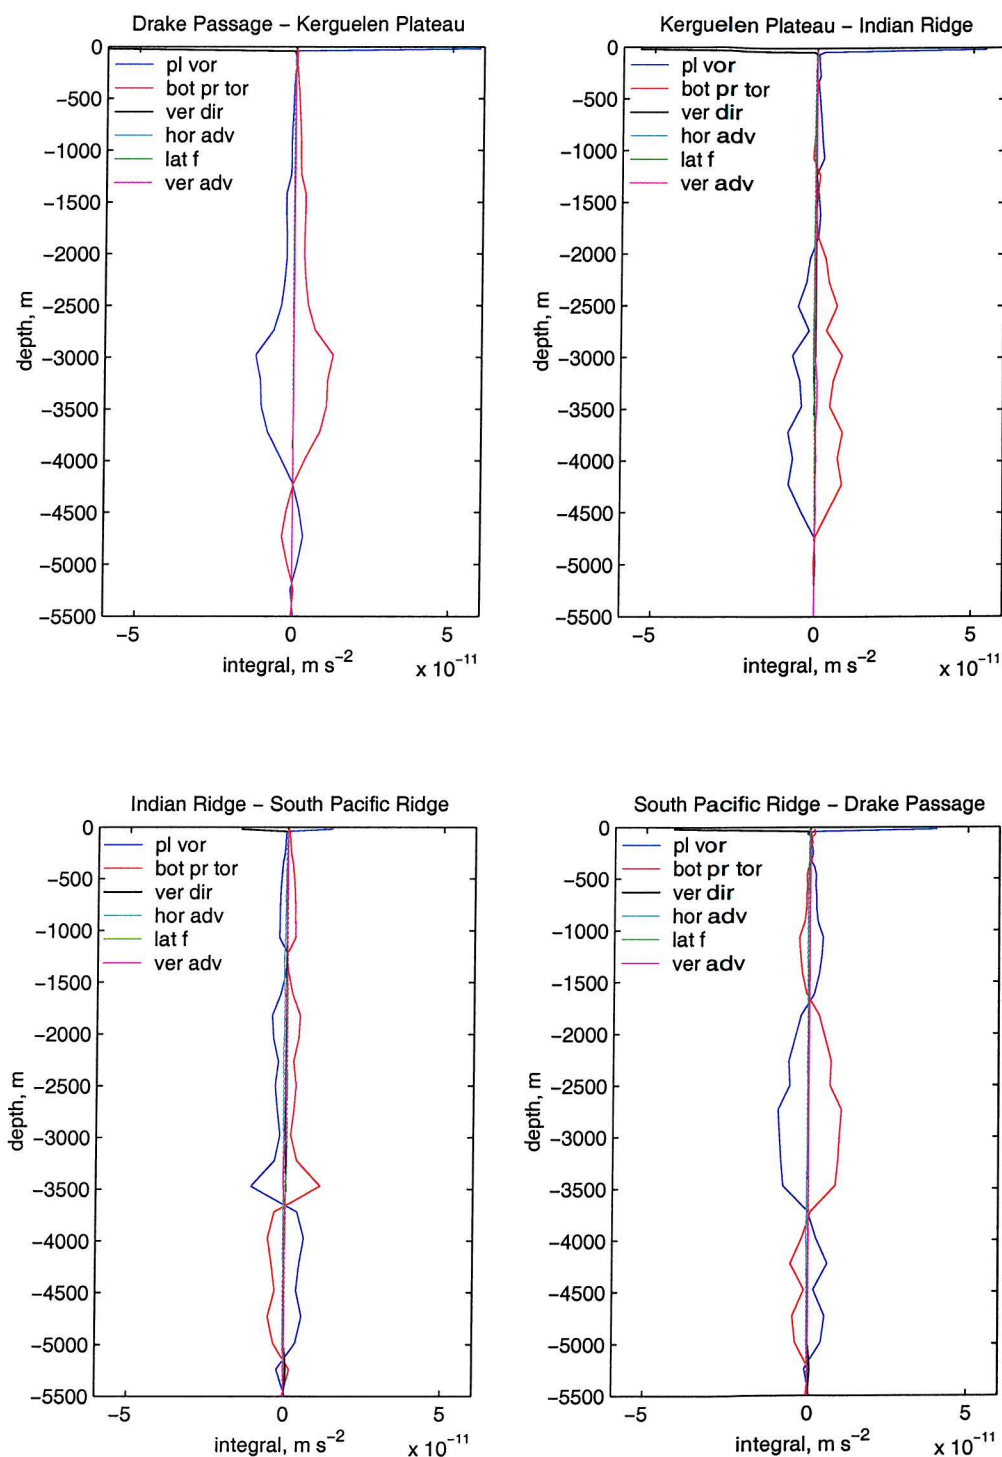 Drake Passage – Kerguelen Plateau
0
−500
−1000
−1500
−2000
−2500
−3000
−3500
−4000
−4500
−5000
−5500
depth, m
pl vor
bot pr tor
ver dir
hor adv
lat f
ver adv
−5
0
5
integral, m s⁻²
x 10⁻¹¹
Kerguelen Plateau – Indian Ridge
0
−500
−1000
−1500
−2000
−2500
−3000
−3500
−4000
−4500
−5000
−5500
depth, m
pl vor
bot pr tor
ver dir
hor adv
lat f
ver adv
−5
0
5
integral, m s⁻²
x 10⁻¹¹
Indian Ridge – South Pacific Ridge
0
−500
−1000
−1500
−2000
−2500
−3000
−3500
−4000
−4500
−5000
−5500
depth, m
pl vor
bot pr tor
ver dir
hor adv
lat f
ver adv
−5
0
5
integral, m s⁻²
x 10⁻¹¹
South Pacific Ridge – Drake Passage
0
−500
−1000
−1500
−2000
−2500
−3000
−3500
−4000
−4500
−5000
−5500
depth, m
pl vor
bot pr tor
ver dir
hor adv
lat f
ver adv
−5
0
5
integral, m s⁻²
x 10⁻¹¹